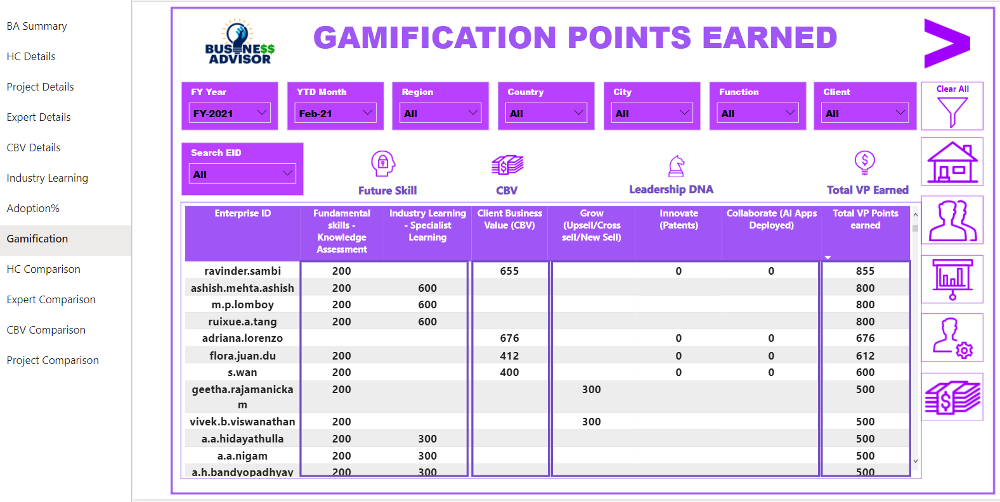 BA Summary
HC Details
Project Details
Expert Details
CBV Details
Industry Learning
Adoption%
Gamification
HC Comparison
Expert Comparison
CBV Comparison
Project Comparison
BUSINE$$
ADVISOR
GAMIFICATION POINTS EARNED
FY Year
FY-2021
YTD Month
Feb-21
Region
All
Country
All
City
All
Function
All
Client
All
Clear All
Search EID
All
Future Skill
CBV
Leadership DNA
Total VP Earned
Enterprise ID
Fundamental
skills -
Knowledge
Assessment
Industry Learning
- Specialist
Learning
Client Business
Value (CBV)
Grow
(Upsell/Cross
sell/New Sell)
Innovate
(Patents)
Collaborate (AI Apps
Deployed)
Total VP Points
earned
ravinder.sambi 200 655 0 0 855
ashish.mehta.ashish 200 600 800
m.p.lomboy 200 600 800
ruixue.a.tang 200 600 800
adriana.lorenzo 676 0 0 676
flora.juan.du 200 412 0 0 612
s.wan 200 400 0 0 600
geetha.rajamanicka 200 300 500
m
vivek.b.viswanathan 200 300 500
a.a.hidayathulla 200 300 500
a.a.nigam 200 300 500
a.h.bandyopadhyay 200 300 500